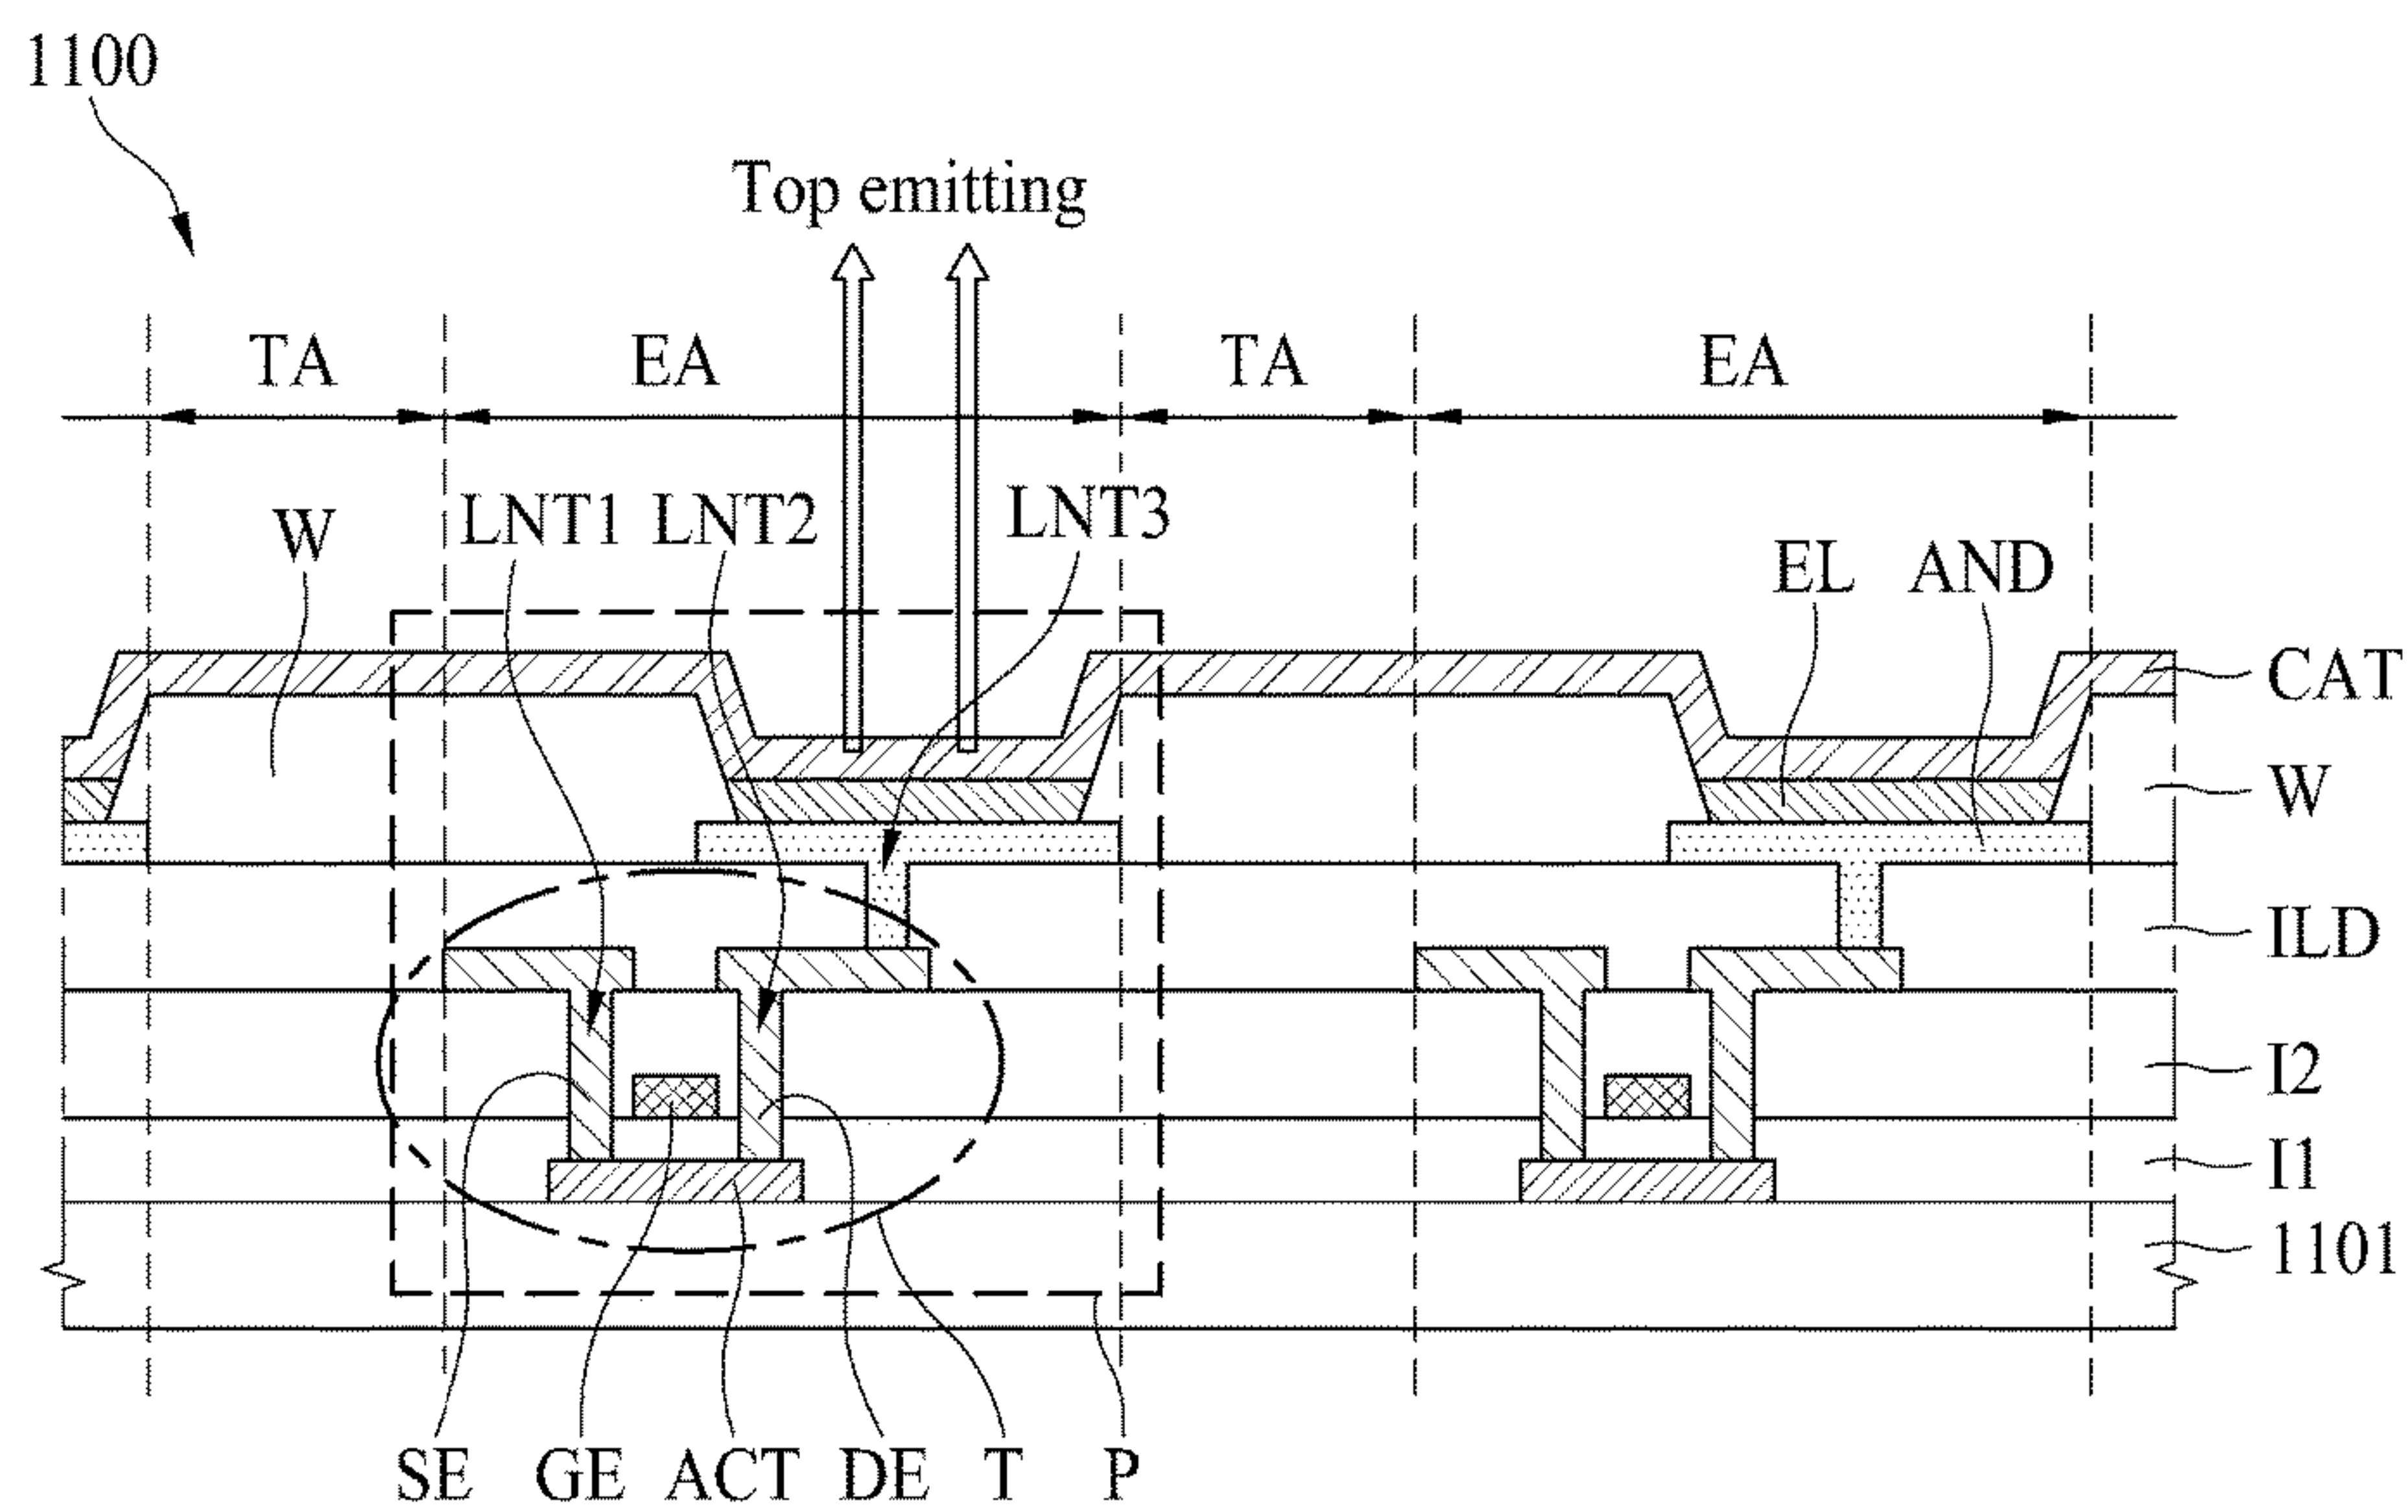 1100
Top emitting
TA EA TA EA
W LNT1 LNT2 LNT3 EL AND
CAT
W
ILD
I2
I1
1101
SE GE ACT DE T P